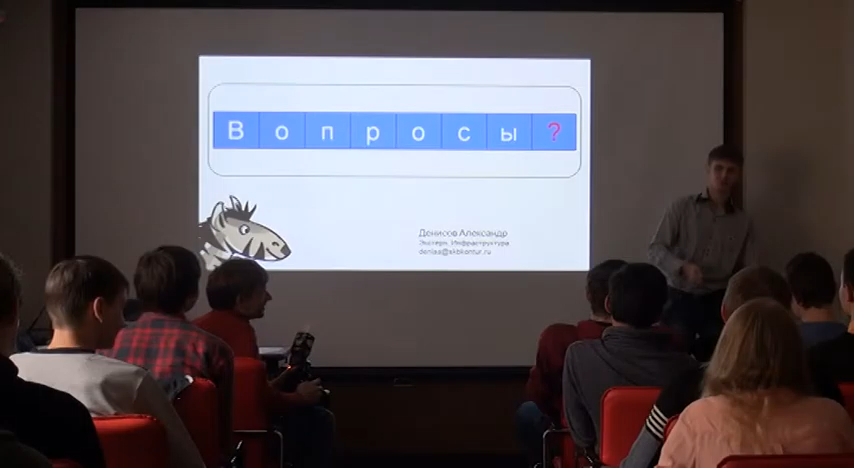 Вопросы?
Денисов Александр
Экстерн. Инфраструктура
denisa@skbkontur.ru